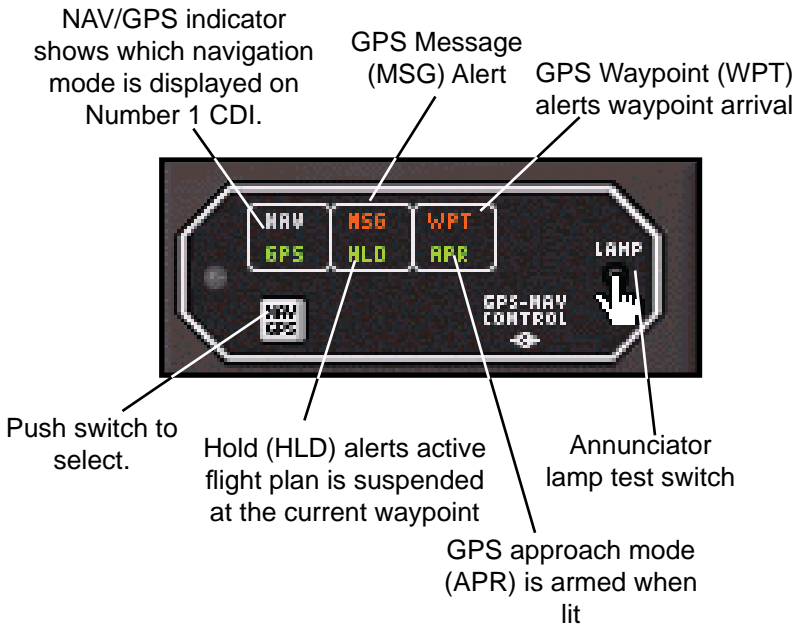 NAV/GPS indicator
shows which navigation
mode is displayed on
Number 1 CDI.
GPS Message
(MSG) Alert
GPS Waypoint (WPT)
alerts waypoint arrival
NAV MSG WPT
GPS HLD APR
LAMP
NAV
GPS
GPS-NAV
CONTROL
Push switch to
select.
Hold (HLD) alerts active
flight plan is suspended
at the current waypoint
Annunciator
lamp test switch
GPS approach mode
(APR) is armed when
lit